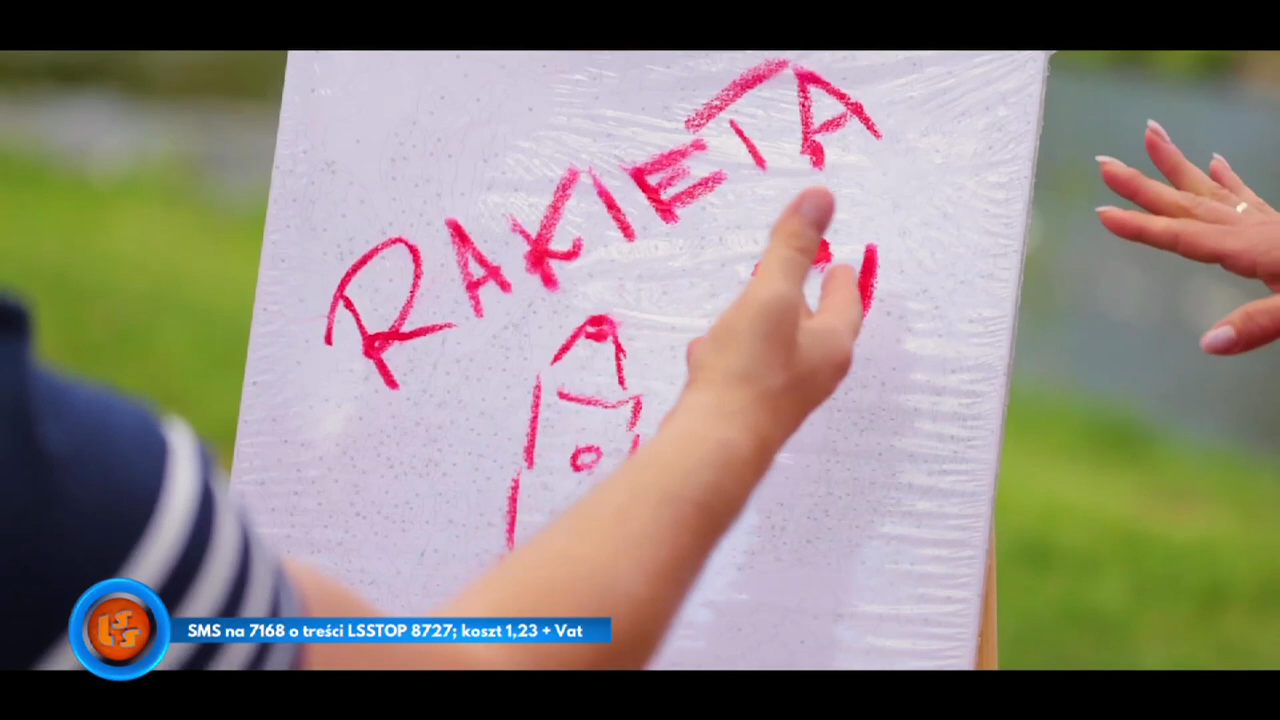 RAKIETA
SMS na 7168 o treści LSSTOP 8727; koszt 1,23 + Vat